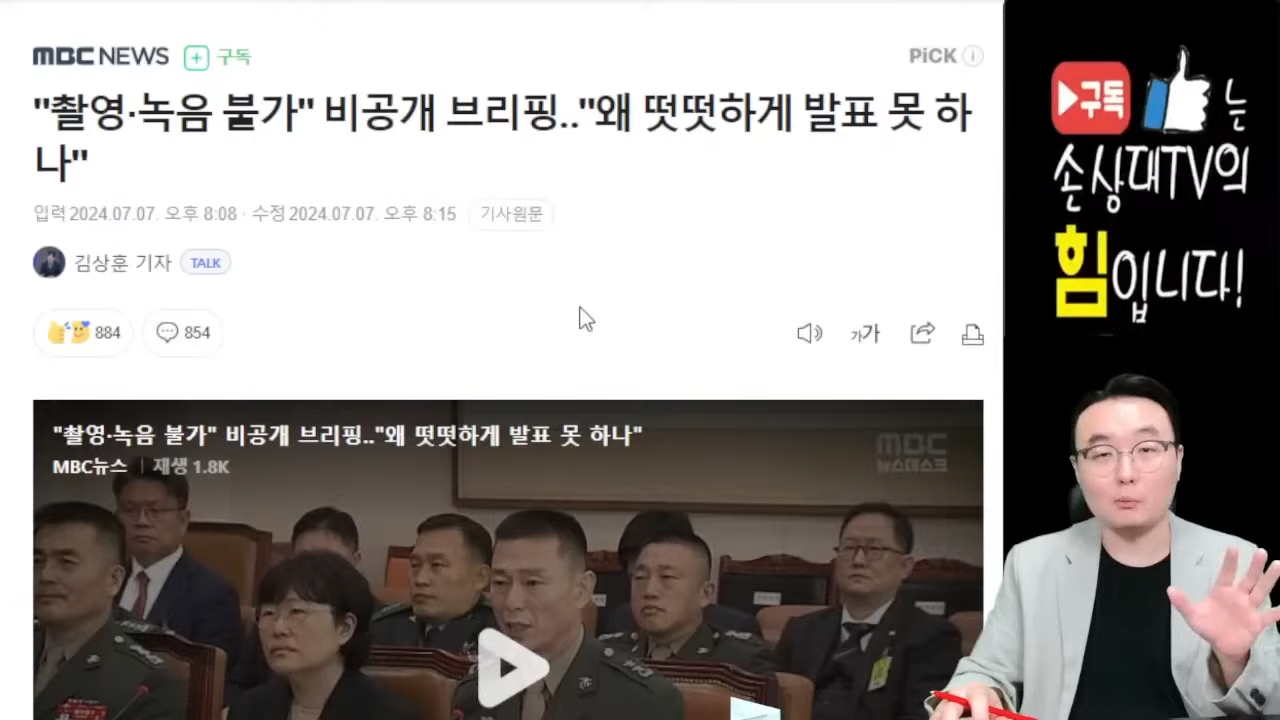 MBC NEWS 구독
PiCK
"촬영·녹음 불가" 비공개 브리핑.."왜 떳떳하게 발표 못 하
나"
입력 2024.07.07. 오후 8:08 · 수정 2024.07.07. 오후 8:15 기사원문
김상훈 기자 TALK
884 854
가가
"촬영·녹음 불가" 비공개 브리핑.."왜 떳떳하게 발표 못 하나"
MBC뉴스 재생 1.8K
MBC
뉴스데스크
구독 는
손상대TV의
힘입니다!